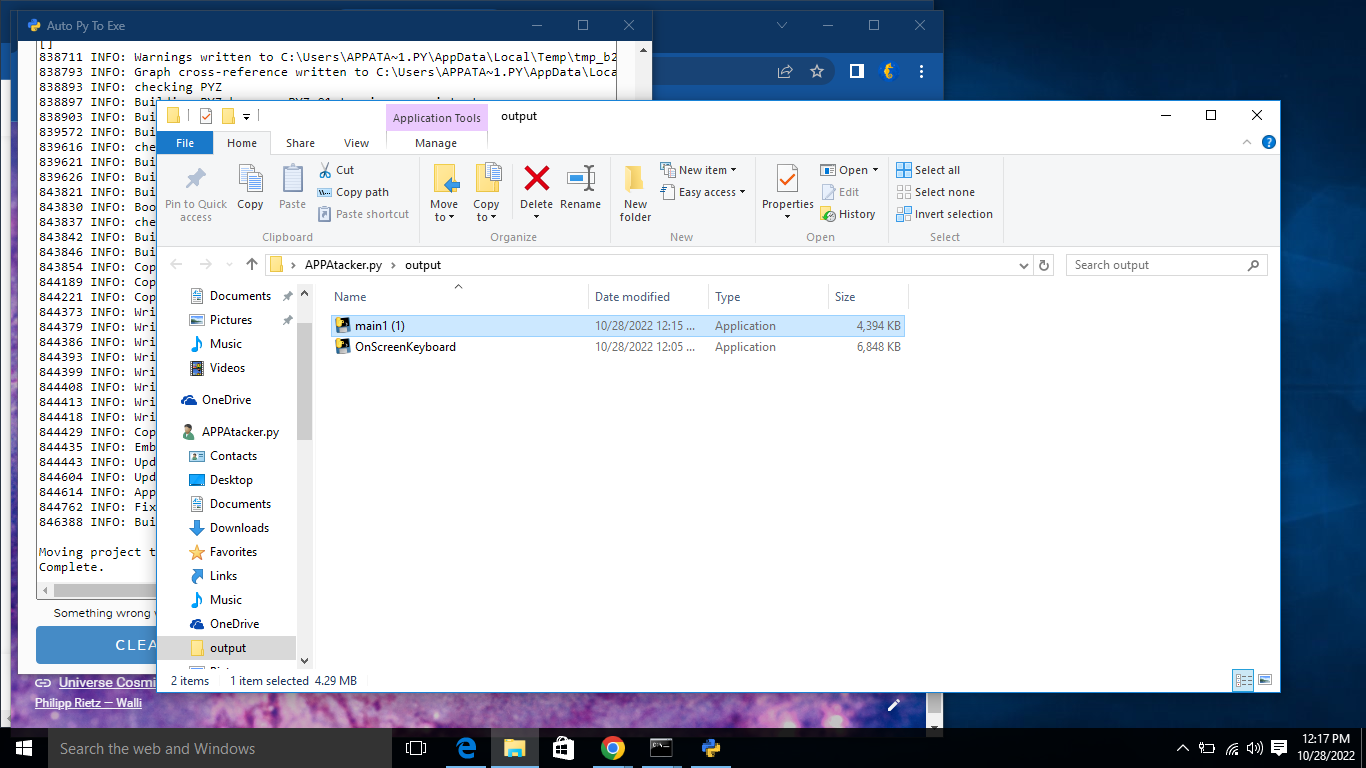 Auto Py To Exe
[]
838711 INFO: Warnings written to C:\Users\APPATA~1.PY\AppData\Local\Temp\tmp_b2
838793 INFO: Graph cross-reference written to C:\Users\APPATA~1.PY\AppData\Loca
838893 INFO: checking PYZ
838897 INFO:
838903 INFO: Bui
839572 INFO: Bui
839616 INFO: che
839621 INFO: Bui
839626 INFO: Bui
843821 INFO: Bui
843830 INFO: Boo
843837 INFO: che
843842 INFO: Bui
843846 INFO: Bui
843854 INFO: Cop
844189 INFO: Cop
844221 INFO: Cop
844373 INFO: Wri
844379 INFO: Wri
844386 INFO: Wri
844393 INFO: Wri
844399 INFO: Wri
844408 INFO: Wri
844413 INFO: Wri
844418 INFO: Wri
844429 INFO: Cop
844435 INFO: Emb
844443 INFO: Upd
844604 INFO: Upd
844614 INFO: App
844762 INFO: Fix
846388 INFO: Bui
Moving project t
Complete.
Something wrong
CLEA
Universe Cosmi
Philipp Rietz — Walli
Application Tools
output
File
Home
Share
View
Manage
Pin to Quick access
Copy
Paste
Cut
Copy path
Paste shortcut
Clipboard
Move to
Copy to
Delete
Rename
Organize
New folder
New item
Easy access
New
Properties
Open
Edit
History
Open
Select all
Select none
Invert selection
Select
APPAtacker.py
output
Search output
Documents
Pictures
Music
Videos
OneDrive
APPAtacker.py
Contacts
Desktop
Documents
Downloads
Favorites
Links
Music
OneDrive
output
Name Date modified Type Size
main1 (1) 10/28/2022 12:15 ... Application 4,394 KB
OnScreenKeyboard 10/28/2022 12:05 ... Application 6,848 KB
2 items 1 item selected 4.29 MB
Search the web and Windows
12:17 PM
10/28/2022